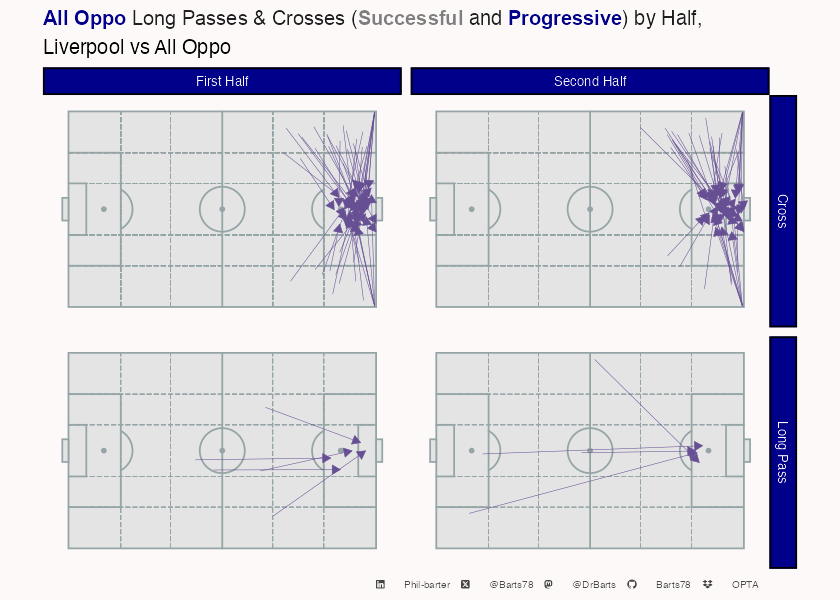 All Oppo Long Passes & Crosses (Successful and Progressive) by Half,
Liverpool vs All Oppo
First Half
Second Half
Cross
Long Pass
Phil-barter @Barts78 @DrBarts Barts78 OPTA